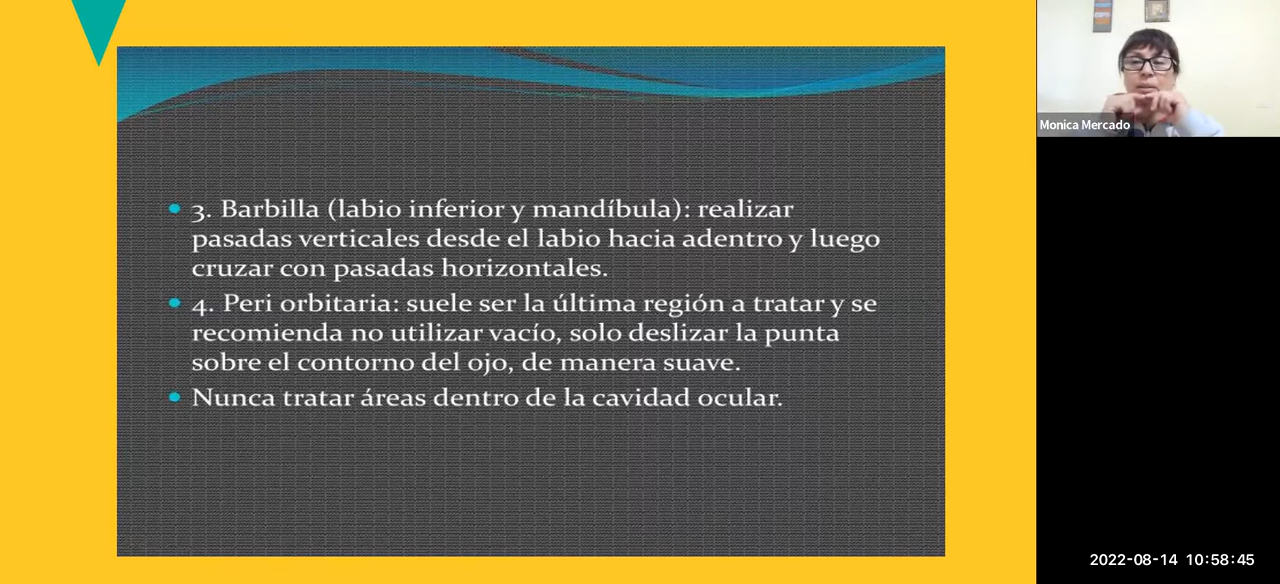 • 3. Barbilla (labio inferior y mandíbula): realizar
pasadas verticales desde el labio hacia adentro y luego
cruzar con pasadas horizontales.
• 4. Peri orbitaria: suele ser la última región a tratar y se
recomienda no utilizar vacío, solo deslizar la punta
sobre el contorno del ojo, de manera suave.
• Nunca tratar áreas dentro de la cavidad ocular.
Monica Mercado
2022-08-14 10:58:45